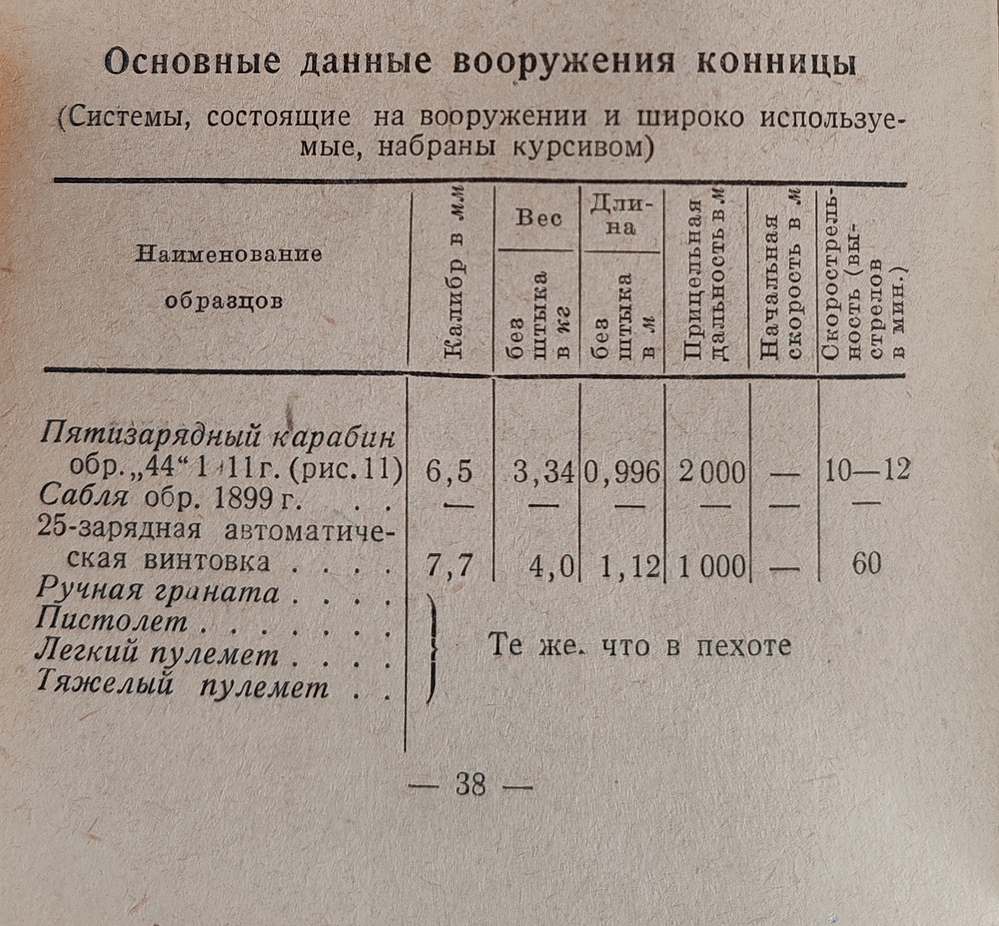 Основные данные вооружения конницы
(Системы, состоящие на вооружении и широко используе-
мые, набраны курсивом)
Наименование
образцов
Калибр в мм
Вес
без
штыка
в кг
Дли-
на
без
штыка
в м
Прицельная
дальность в м
Начальная
скорость в м
Скорострель-
ность (вы-
стрелов
в мин.)
Пятизарядный карабин
обр. „44“ 1 11 г. (рис. 11) 6,5 3,34 0,996 2 000 — 10—12
Сабля обр. 1899 г. . . — — — — — —
25-зарядная автоматиче-
ская винтовка . . . . 7,7 4,0 1,12 1 000 — 60
Ручная граната . . . .
Пистолет . . . . . . .
Легкий пулемет . . . .
Тяжелый пулемет . .
Те же. что в пехоте
— 38 —